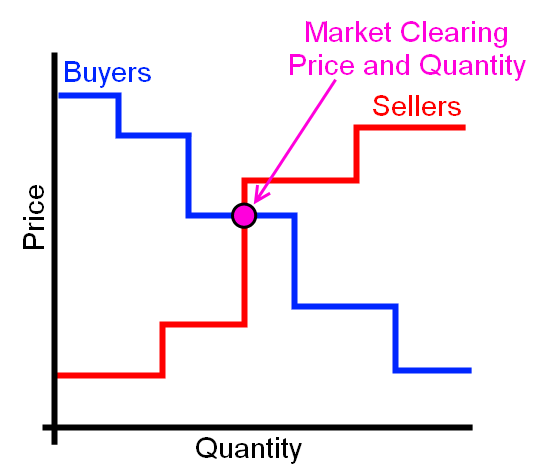 Market Clearing
Price and Quantity
Buyers
Sellers
Price
Quantity